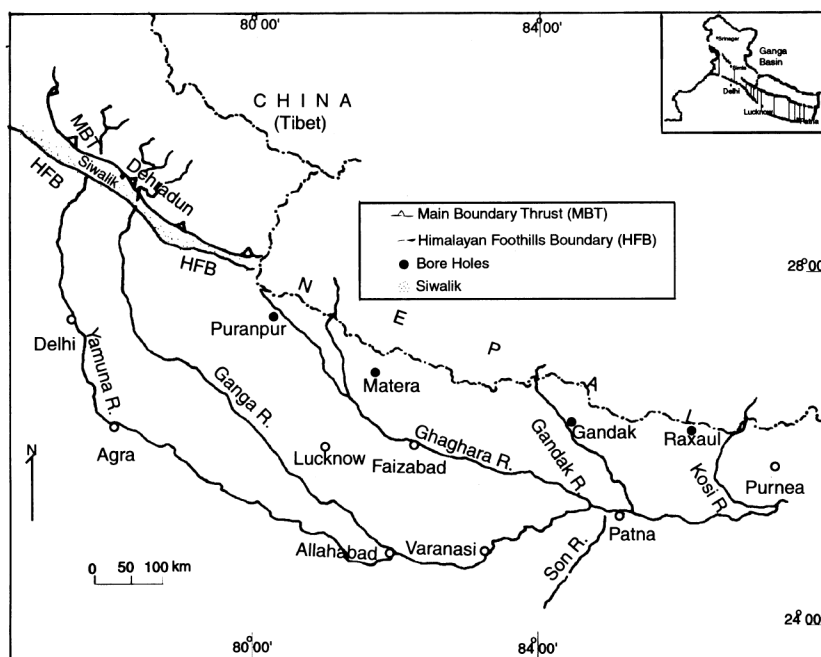 80 00'
84 00'
Srinagar
Ganga
Basin
Delhi
Lucknow
Patna
CHINA
(Tibet)
MBT
Siwalik
Dehradun
HFB
HFB
Main Boundary Thrust (MBT)
Himalayan Foothills Boundary (HFB)
Bore Holes
Siwalik
28 00'
N
E
P
A
L
Puranpur
Delhi
Matera
Yamuna R.
Ganga R.
Gandak
Raxaul
Ghaghara R.
Gandak R.
N
Agra
Lucknow
Faizabad
Kosi R.
Purnea
Patna
Allahabad
Varanasi
Son R.
0 50 100 km
24 00'
80 00'
84 00'